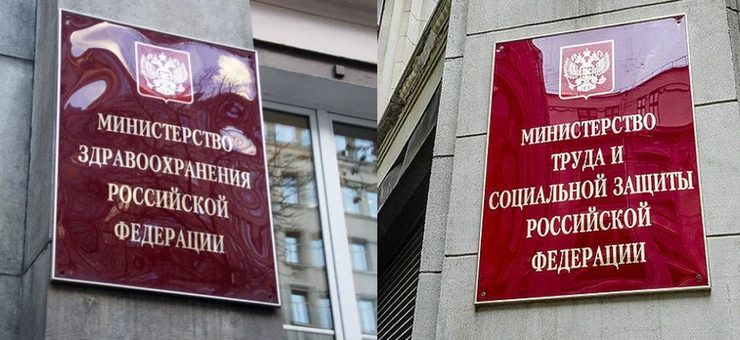 МИНИСТЕРСТВО
ЗДРАВООХРАНЕНИЯ
РОССИЙСКОЙ
ФЕДЕРАЦИИ
МИНИСТЕРСТВО
ТРУДА И
СОЦИАЛЬНОЙ ЗАЩИТЫ
РОССИЙСКОЙ
ФЕДЕРАЦИИ